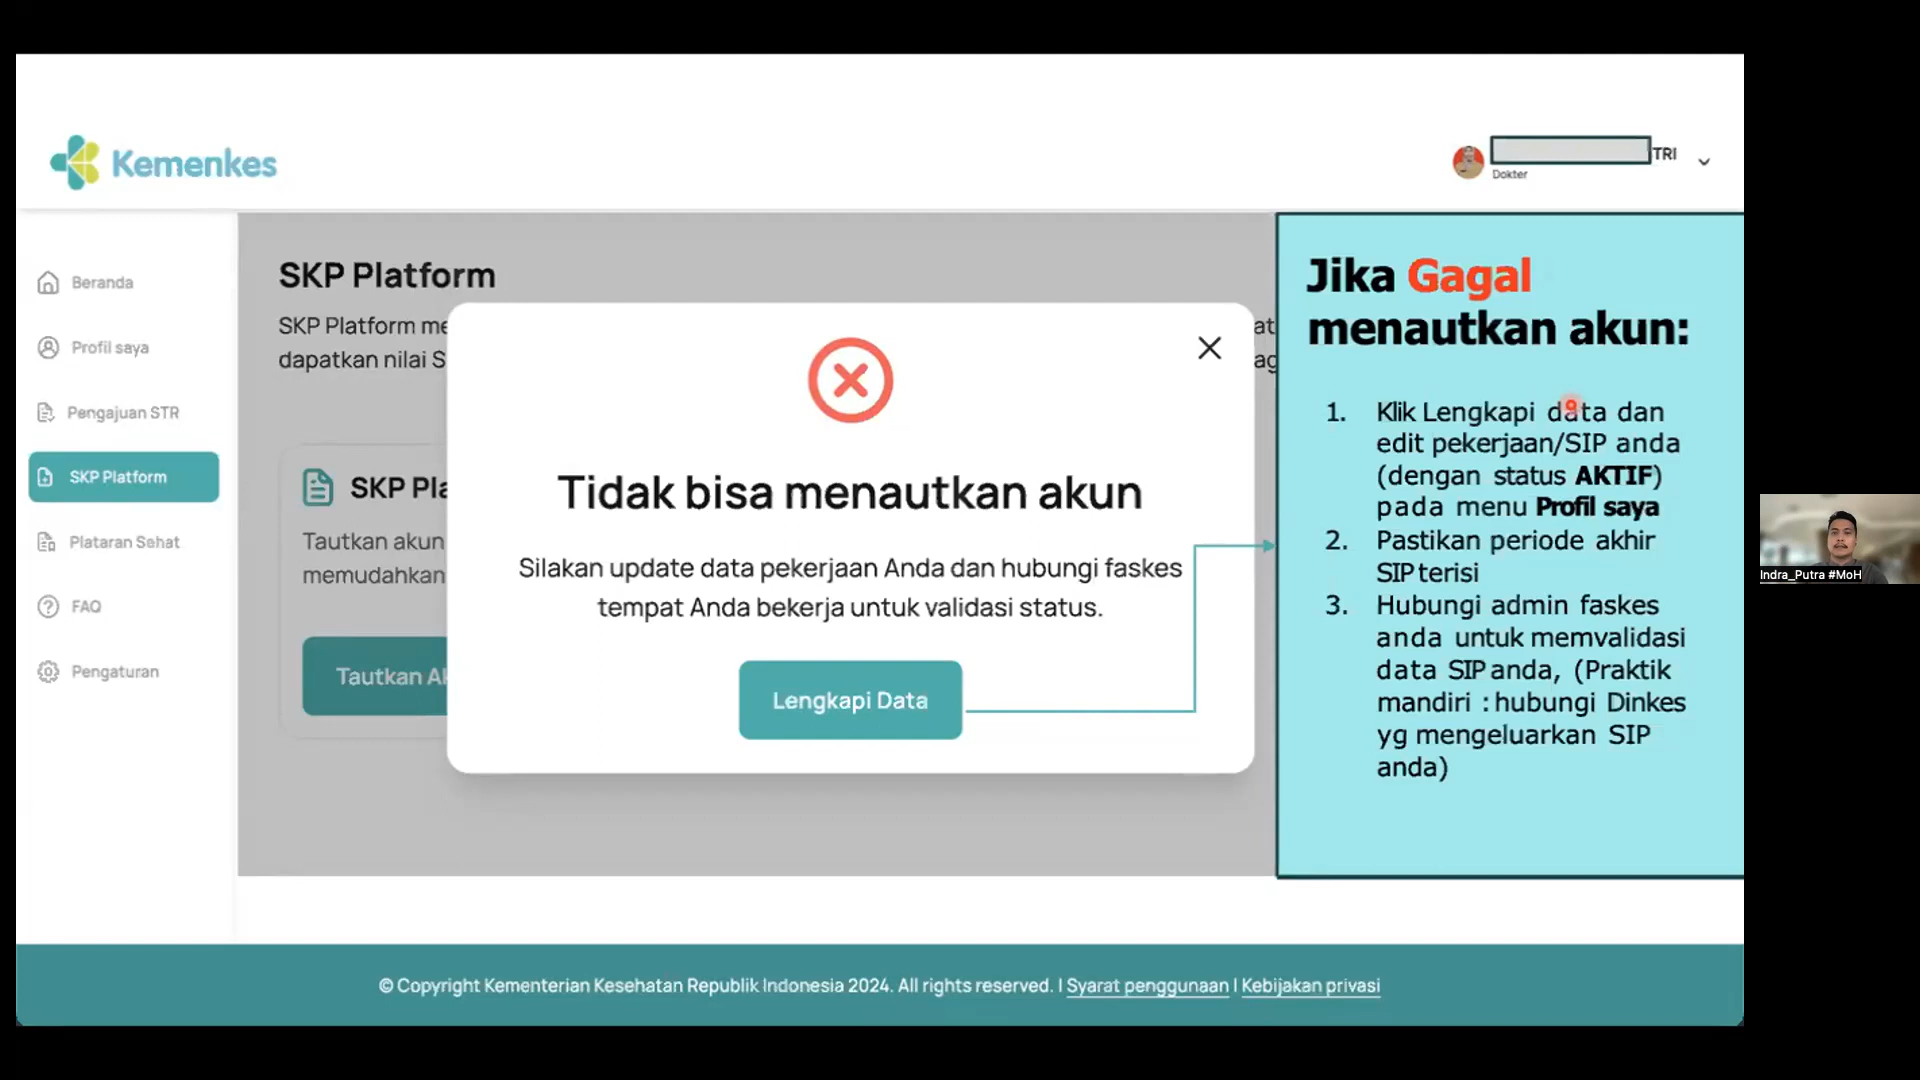 Kemenkes
TRI
Dokter
Beranda
Profil saya
Pengajuan STR
SKP Platform
Plataran Sehat
FAQ
Pengaturan
SKP Platform
SKP Platform me
at
dapatkan nilai S
ag
SKP Pla
Tautkan akun
memudahkan
Tautkan Ak
Tidak bisa menautkan akun
Silakan update data pekerjaan Anda dan hubungi faskes
tempat Anda bekerja untuk validasi status.
Lengkapi Data
Jika Gagal
menautkan akun:
1. Klik Lengkapi data dan
edit pekerjaan/SIP anda
(dengan status AKTIF)
pada menu Profil saya
2. Pastikan periode akhir
SIP terisi
3. Hubungi admin faskes
anda untuk memvalidasi
data SIP anda, (Praktik
mandiri : hubungi Dinkes
yg mengeluarkan SIP
anda)
Indra_Putra #MoH
© Copyright Kementerian Kesehatan Republik Indonesia 2024. All rights reserved. | Syarat penggunaan | Kebijakan privasi